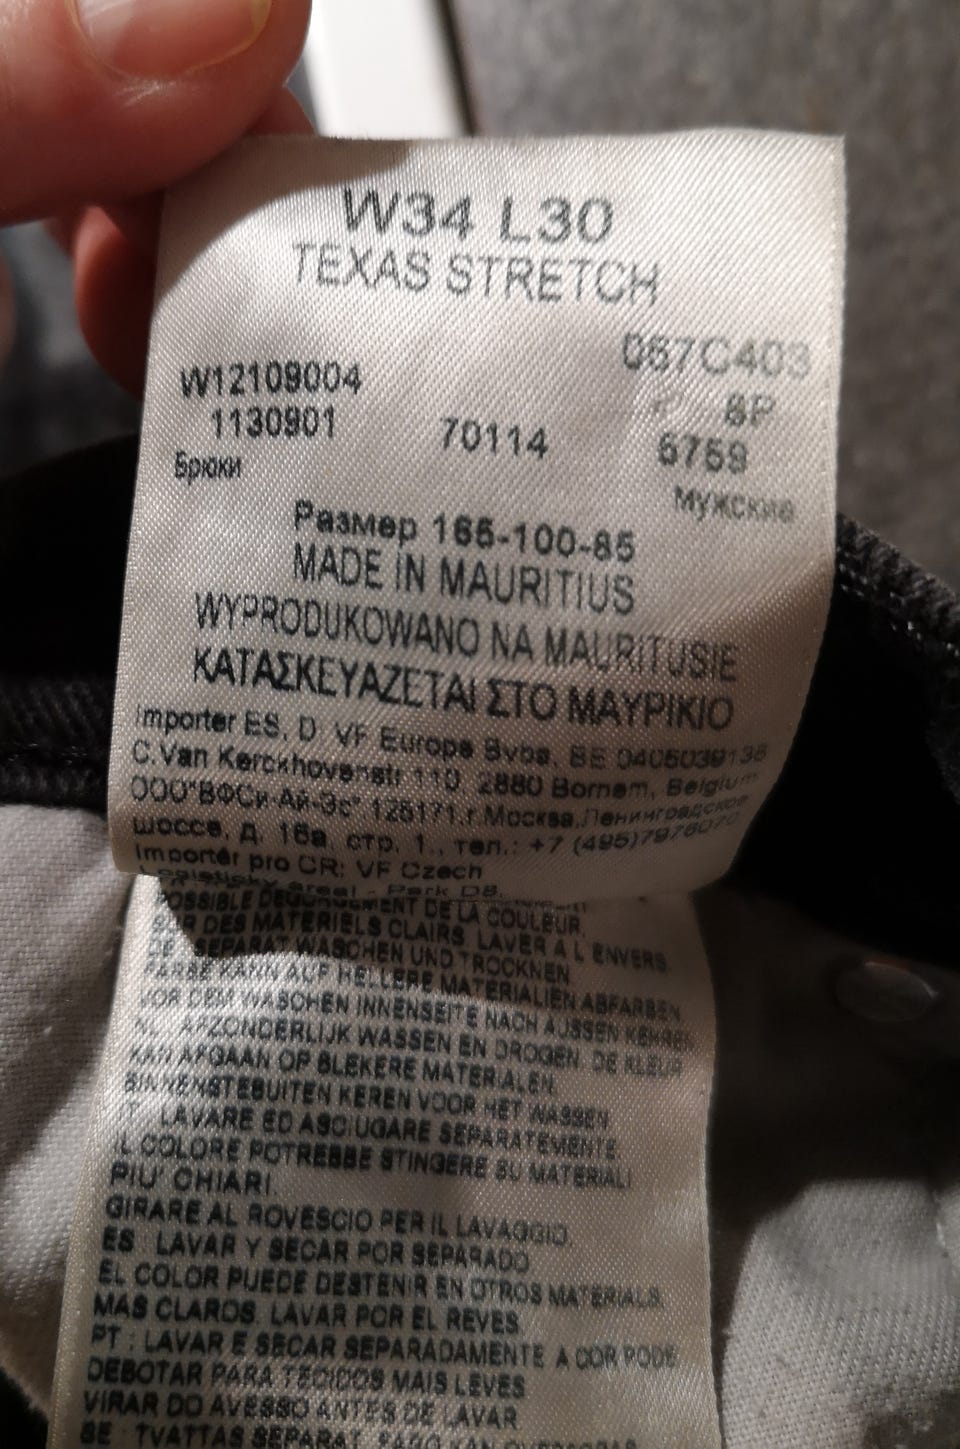 W34 L30
TEXAS STRETCH
067C403
W12109004 8P
1130901 70114 5759
Брюки мужские
Размер 165-100-85
MADE IN MAURITIUS
WYPRODUKOWANO NA MAURITUSIE
ΚΑΤΑΣΚΕΥΑΖΕΤΑΙ ΣΤΟ ΜΑΥΡΙΚΙΟ
Importer ES, D: VF Europe Bvba, BE 0405039138
C.Van Kerckhovenstr 110, 2880 Bornem, Belgium
ООО"ВФСи-Ай-Эс" 125171,г.Москва,Ленинградское
шоссе, д. 16а, стр. 1., тел.: +7 (495)
Importér pro CR: VF Czech
Logisticky areal - Park D8,
POSSIBLE DEGORGEMENT DE LA COULEUR
SUR DES MATERIELS CLAIRS. LAVER A L'ENVERS
DE: SEPARAT WASCHEN UND TROCKNEN
FARBE KANN AUF HELLERE MATERIALIEN ABFARBEN
VOR DEM WASCHEN INNENSEITE NACH AUSSEN KEHREN
NL: AFZONDERLIJK WASSEN EN DROGEN. DE KLEUR
KAN AFGAAN OP BLEKERE MATERIALEN.
BINNENSTEBUITEN KEREN VOOR HET WASSEN
IT: LAVARE ED ASCIUGARE SEPARATEMENTE
IL COLORE POTREBBE STINGERE SU MATERIALI
PIU' CHIARI.
GIRARE AL ROVESCIO PER IL LAVAGGIO.
ES: LAVAR Y SECAR POR SEPARADO
EL COLOR PUEDE DESTENIR EN OTROS MATERIALS.
MAS CLAROS. LAVAR POR EL REVES.
PT: LAVAR E SECAR SEPARADAMENTE A COR PODE
DEBOTAR PARA TECIDOS MAIS LEVES
VIRAR DO AVESSO ANTES DE LAVAR
SE: TVATTAS SEPARAT. KAN